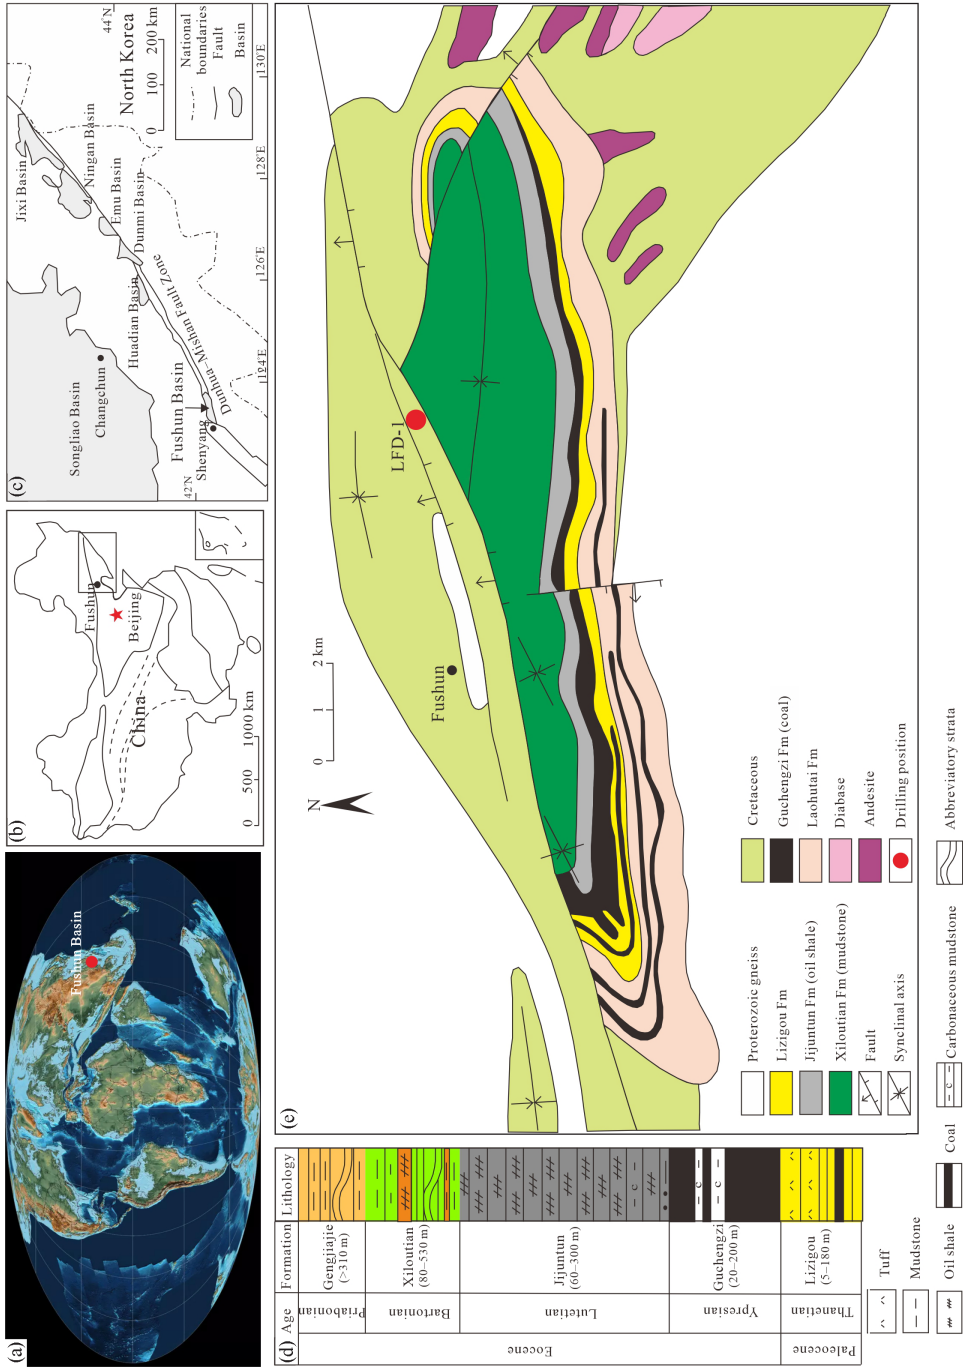 (a)
Fushun Basin
(b)
China
Fushun
Beijing
0
500
1000 km
(c)
Songliao Basin
Changchun
Fushun Basin
Shenyang
Huadian Basin
Dunhua–Mishan Fault Zone
Dunmi Basin
Emu Basin
Ningan Basin
Jixi Basin
North Korea
0
100
200 km
National
boundaries
Fault
Basin
42°N
44°N
124°E
126°E
128°E
130°E
(d)
Age
Formation
Lithology
Eocene
Paleocene
Priabonian
Bartonian
Lutetian
Ypresian
Thanetian
Gengjiajie
(>310 m)
Xiloutian
(80–530 m)
Jijuntun
(60–300 m)
Guchengzi
(20–200 m)
Lizigou
(5–180 m)
c
c
c
Tuff
Mudstone
Oil shale
Coal
c
Carbonaceous mudstone
Abbreviatory strata
(e)
N
0
1
2 km
Fushun
LFD-1
Proterozoic gneiss
Lizigou Fm
Jijuntun Fm (oil shale)
Xiloutian Fm (mudstone)
Fault
Synclinal axis
Cretaceous
Guchengzi Fm (coal)
Laohutai Fm
Diabase
Andesite
Drilling position